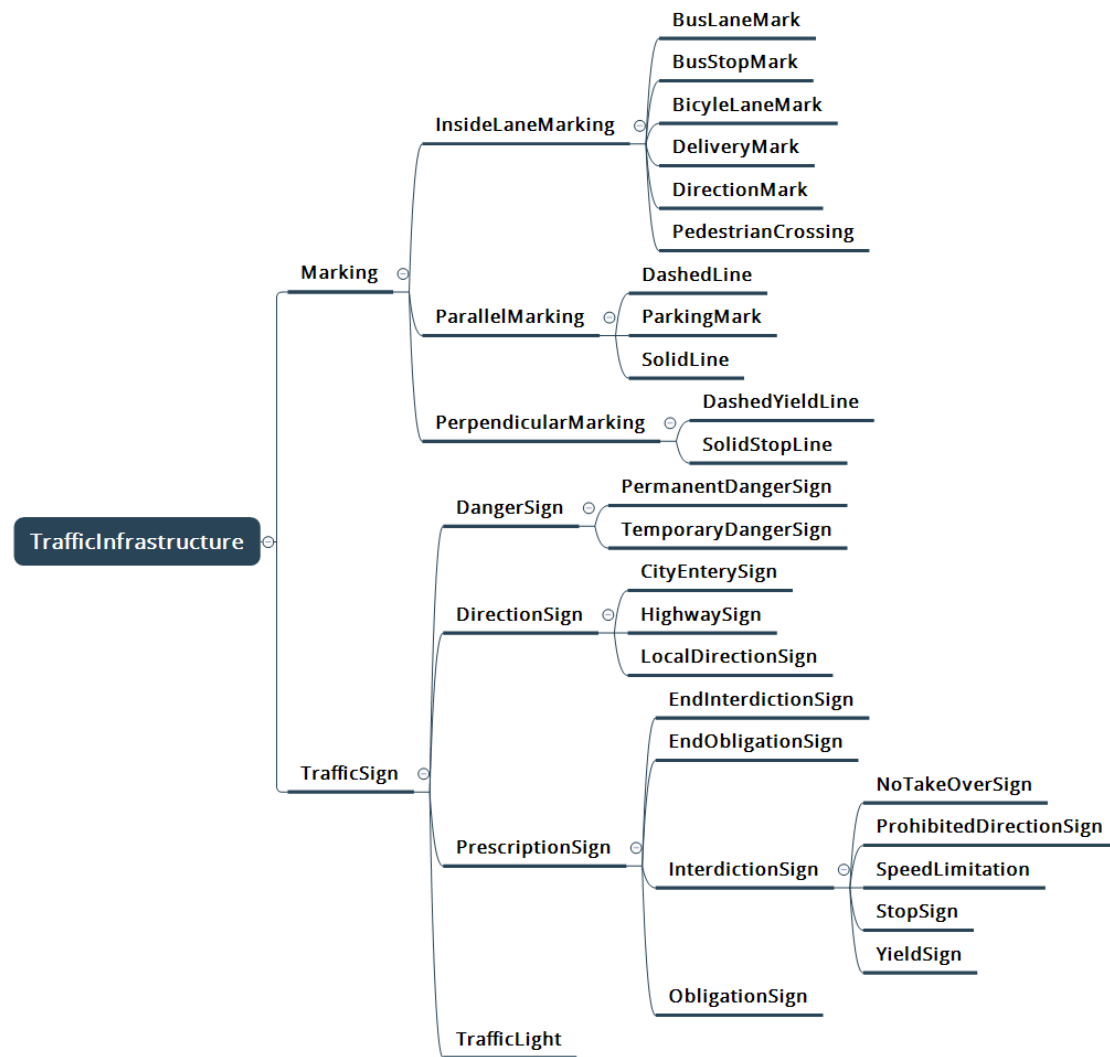 TrafficInfrastructure
Marking
InsideLaneMarking
BusLaneMark
BusStopMark
BicyleLaneMark
DeliveryMark
DirectionMark
PedestrianCrossing
ParallelMarking
DashedLine
ParkingMark
SolidLine
PerpendicularMarking
DashedYieldLine
SolidStopLine
TrafficSign
DangerSign
PermanentDangerSign
TemporaryDangerSign
DirectionSign
CityEnterySign
HighwaySign
LocalDirectionSign
PrescriptionSign
EndInterdictionSign
EndObligationSign
InterdictionSign
NoTakeOverSign
ProhibitedDirectionSign
SpeedLimitation
StopSign
YieldSign
ObligationSign
TrafficLight